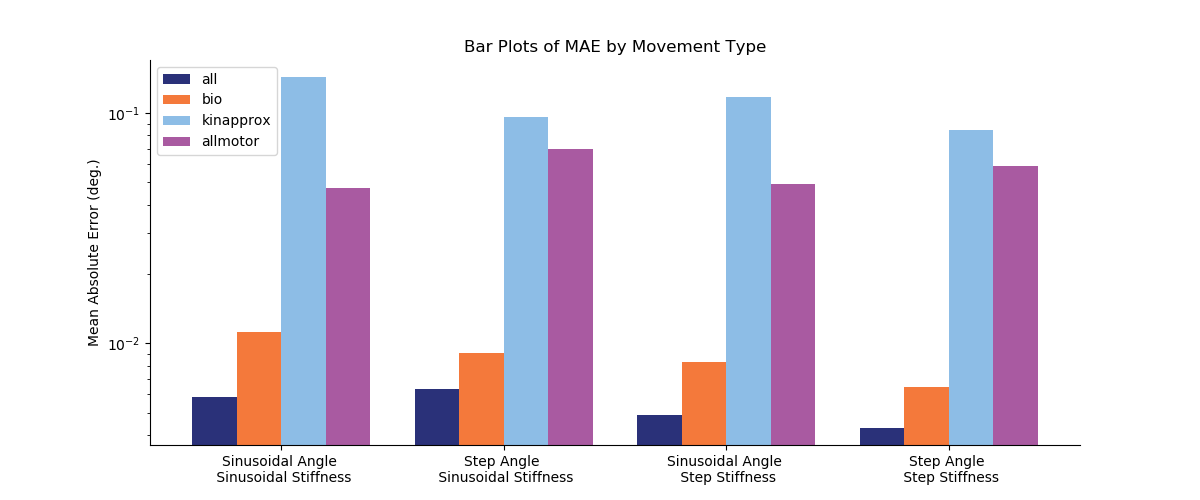 Bar Plots of MAE by Movement Type
all
bio
kinapprox
allmotor
10⁻¹
10⁻²
Mean Absolute Error (deg.)
Sinusoidal Angle
Sinusoidal Stiffness
Step Angle
Sinusoidal Stiffness
Sinusoidal Angle
Step Stiffness
Step Angle
Step Stiffness